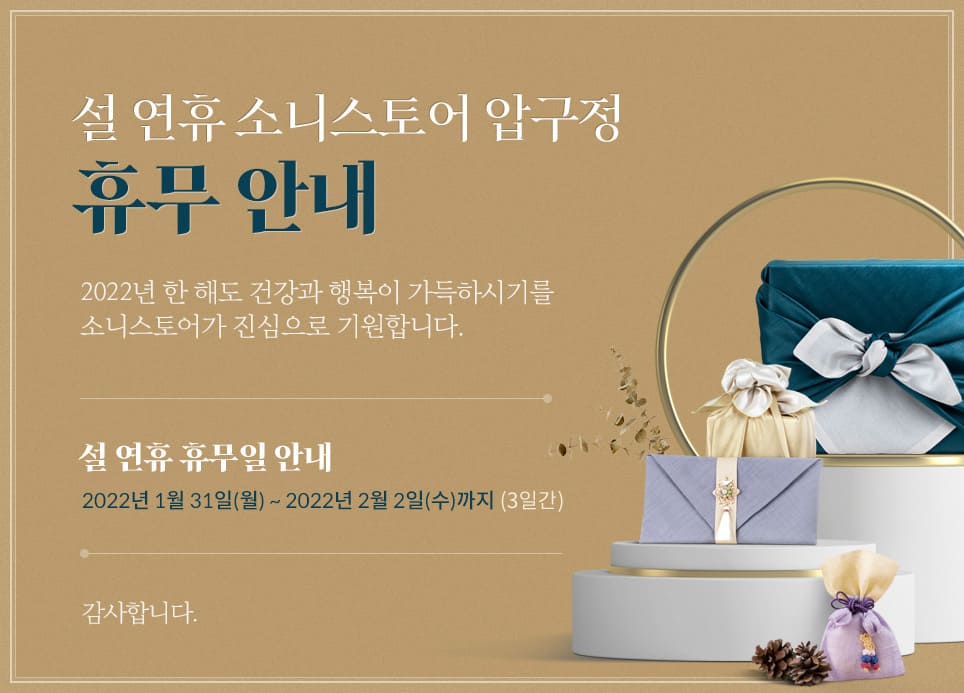 설 연휴 소니스토어 압구정
휴무 안내
2022년 한 해도 건강과 행복이 가득하시기를
소니스토어가 진심으로 기원합니다.
설 연휴 휴무일 안내
2022년 1월 31일(월) ~ 2022년 2월 2일(수)까지 (3일간)
감사합니다.